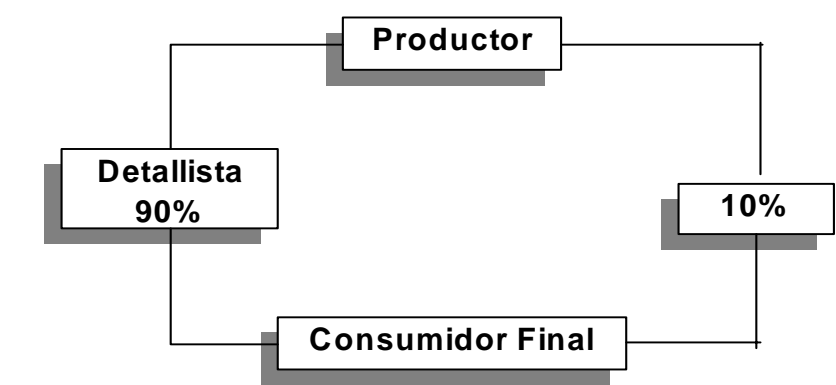 Productor
Detallista
90%
10%
Consumidor Final